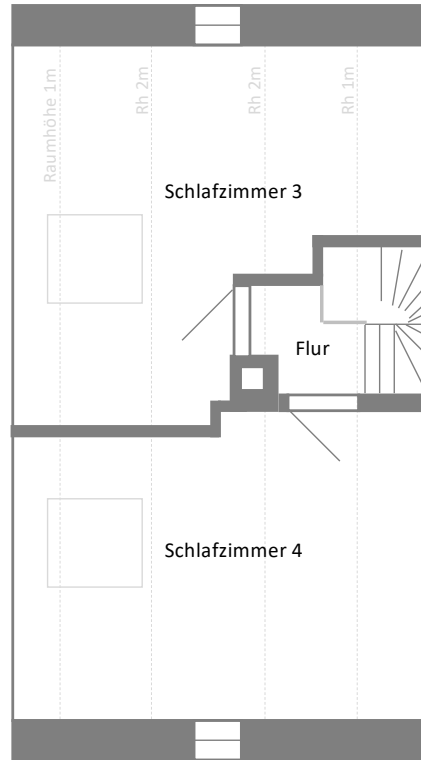 Raumhöhe 1m
Rh 2m
Rh 2m
Rh 1m
Schlafzimmer 3
Flur
Schlafzimmer 4